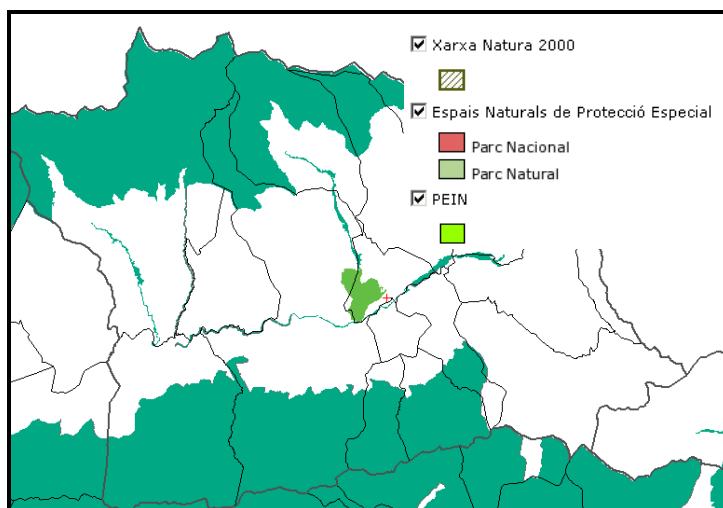 Xarxa Natura 2000
Espais Naturals de Protecció Especial
Parc Nacional
Parc Natural
PEIN